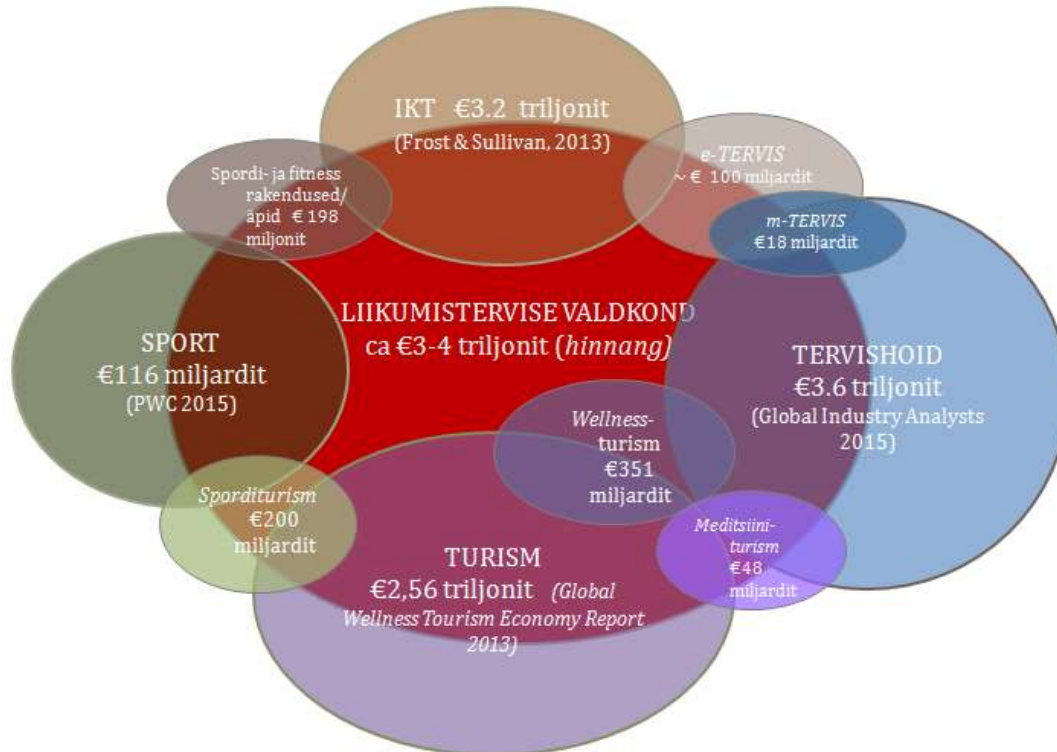 IKT €3.2 triljonit
(Frost & Sullivan, 2013)
e-TERVIS
~ € 100 miljardit
Spordi- ja fitness
rakendused/
äpid € 198
miljonit
m-TERVIS
€18 miljardit
LIIKUMISTERVISE VALDKOND
ca €3-4 triljonit (hinnang)
SPORT
€116 miljardit
(PWC 2015)
TERVISHOID
€3.6 triljonit
(Global Industry Analysts
2015)
Wellness-
turism
€351
miljardit
Sporditurism
€200
miljardit
Meditsiini-
turism
€48
miljardit
TURISM
€2,56 triljonit (Global
Wellness Tourism Economy Report
2013)